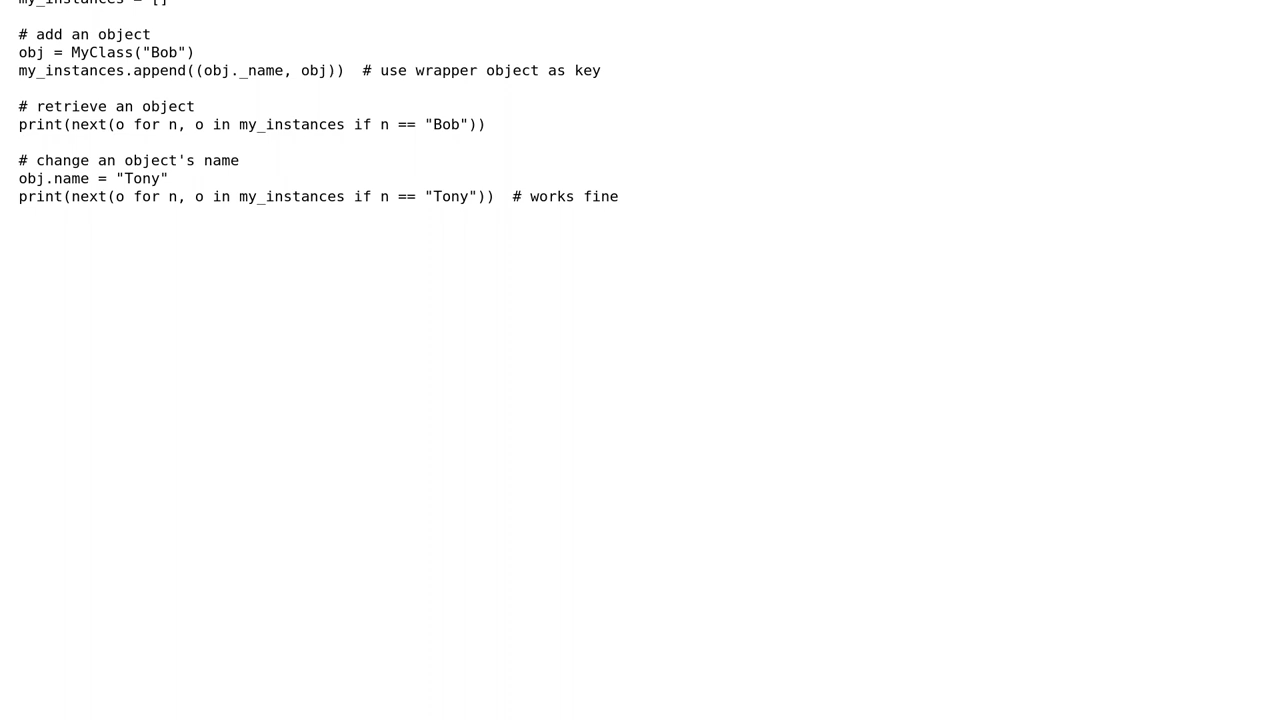 my_instances = []
# add an object
obj = MyClass("Bob")
my_instances.append((obj._name, obj))  # use wrapper object as key
# retrieve an object
print(next(o for n, o in my_instances if n == "Bob"))
# change an object's name
obj.name = "Tony"
print(next(o for n, o in my_instances if n == "Tony"))  # works fine